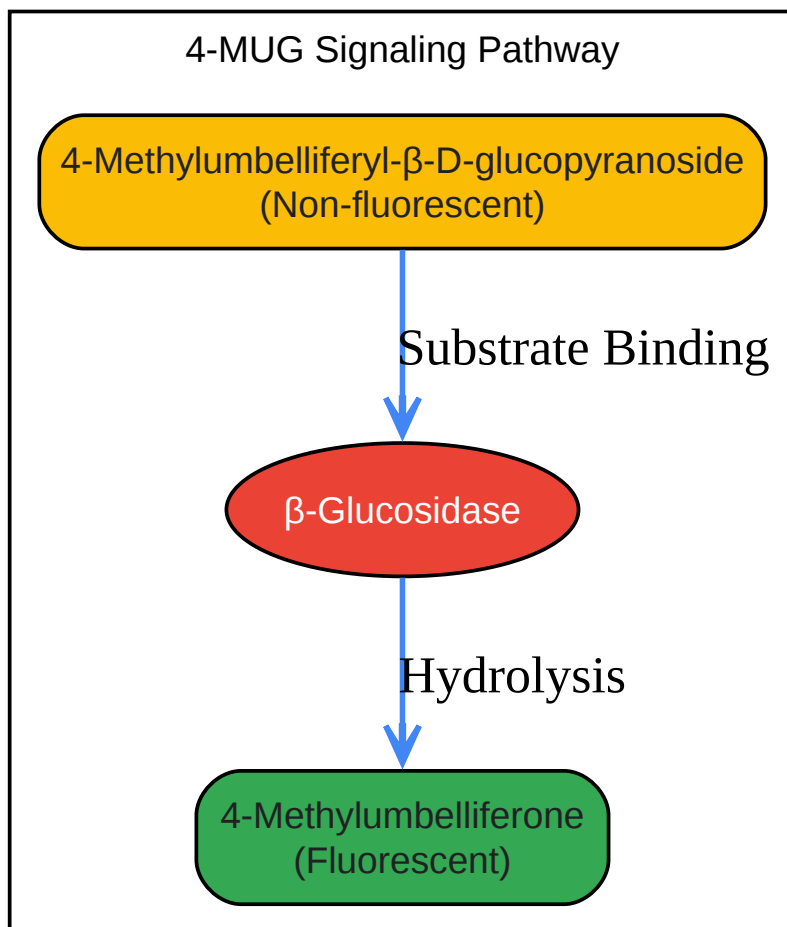 4-MUG Signaling Pathway
4-Methylumbelliferyl-β-D-glucopyranoside
(Non-fluorescent)
Substrate Binding
β-Glucosidase
Hydrolysis
4-Methylumbelliferone
(Fluorescent)